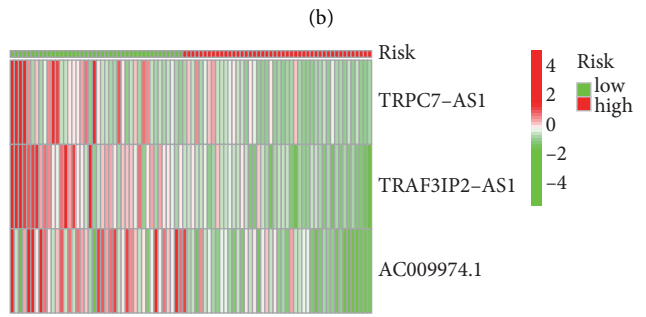 (b)
Risk
TRPC7–AS1
TRAF3IP2–AS1
AC009974.1
4
2
0
–2
–4
Risk
low
high